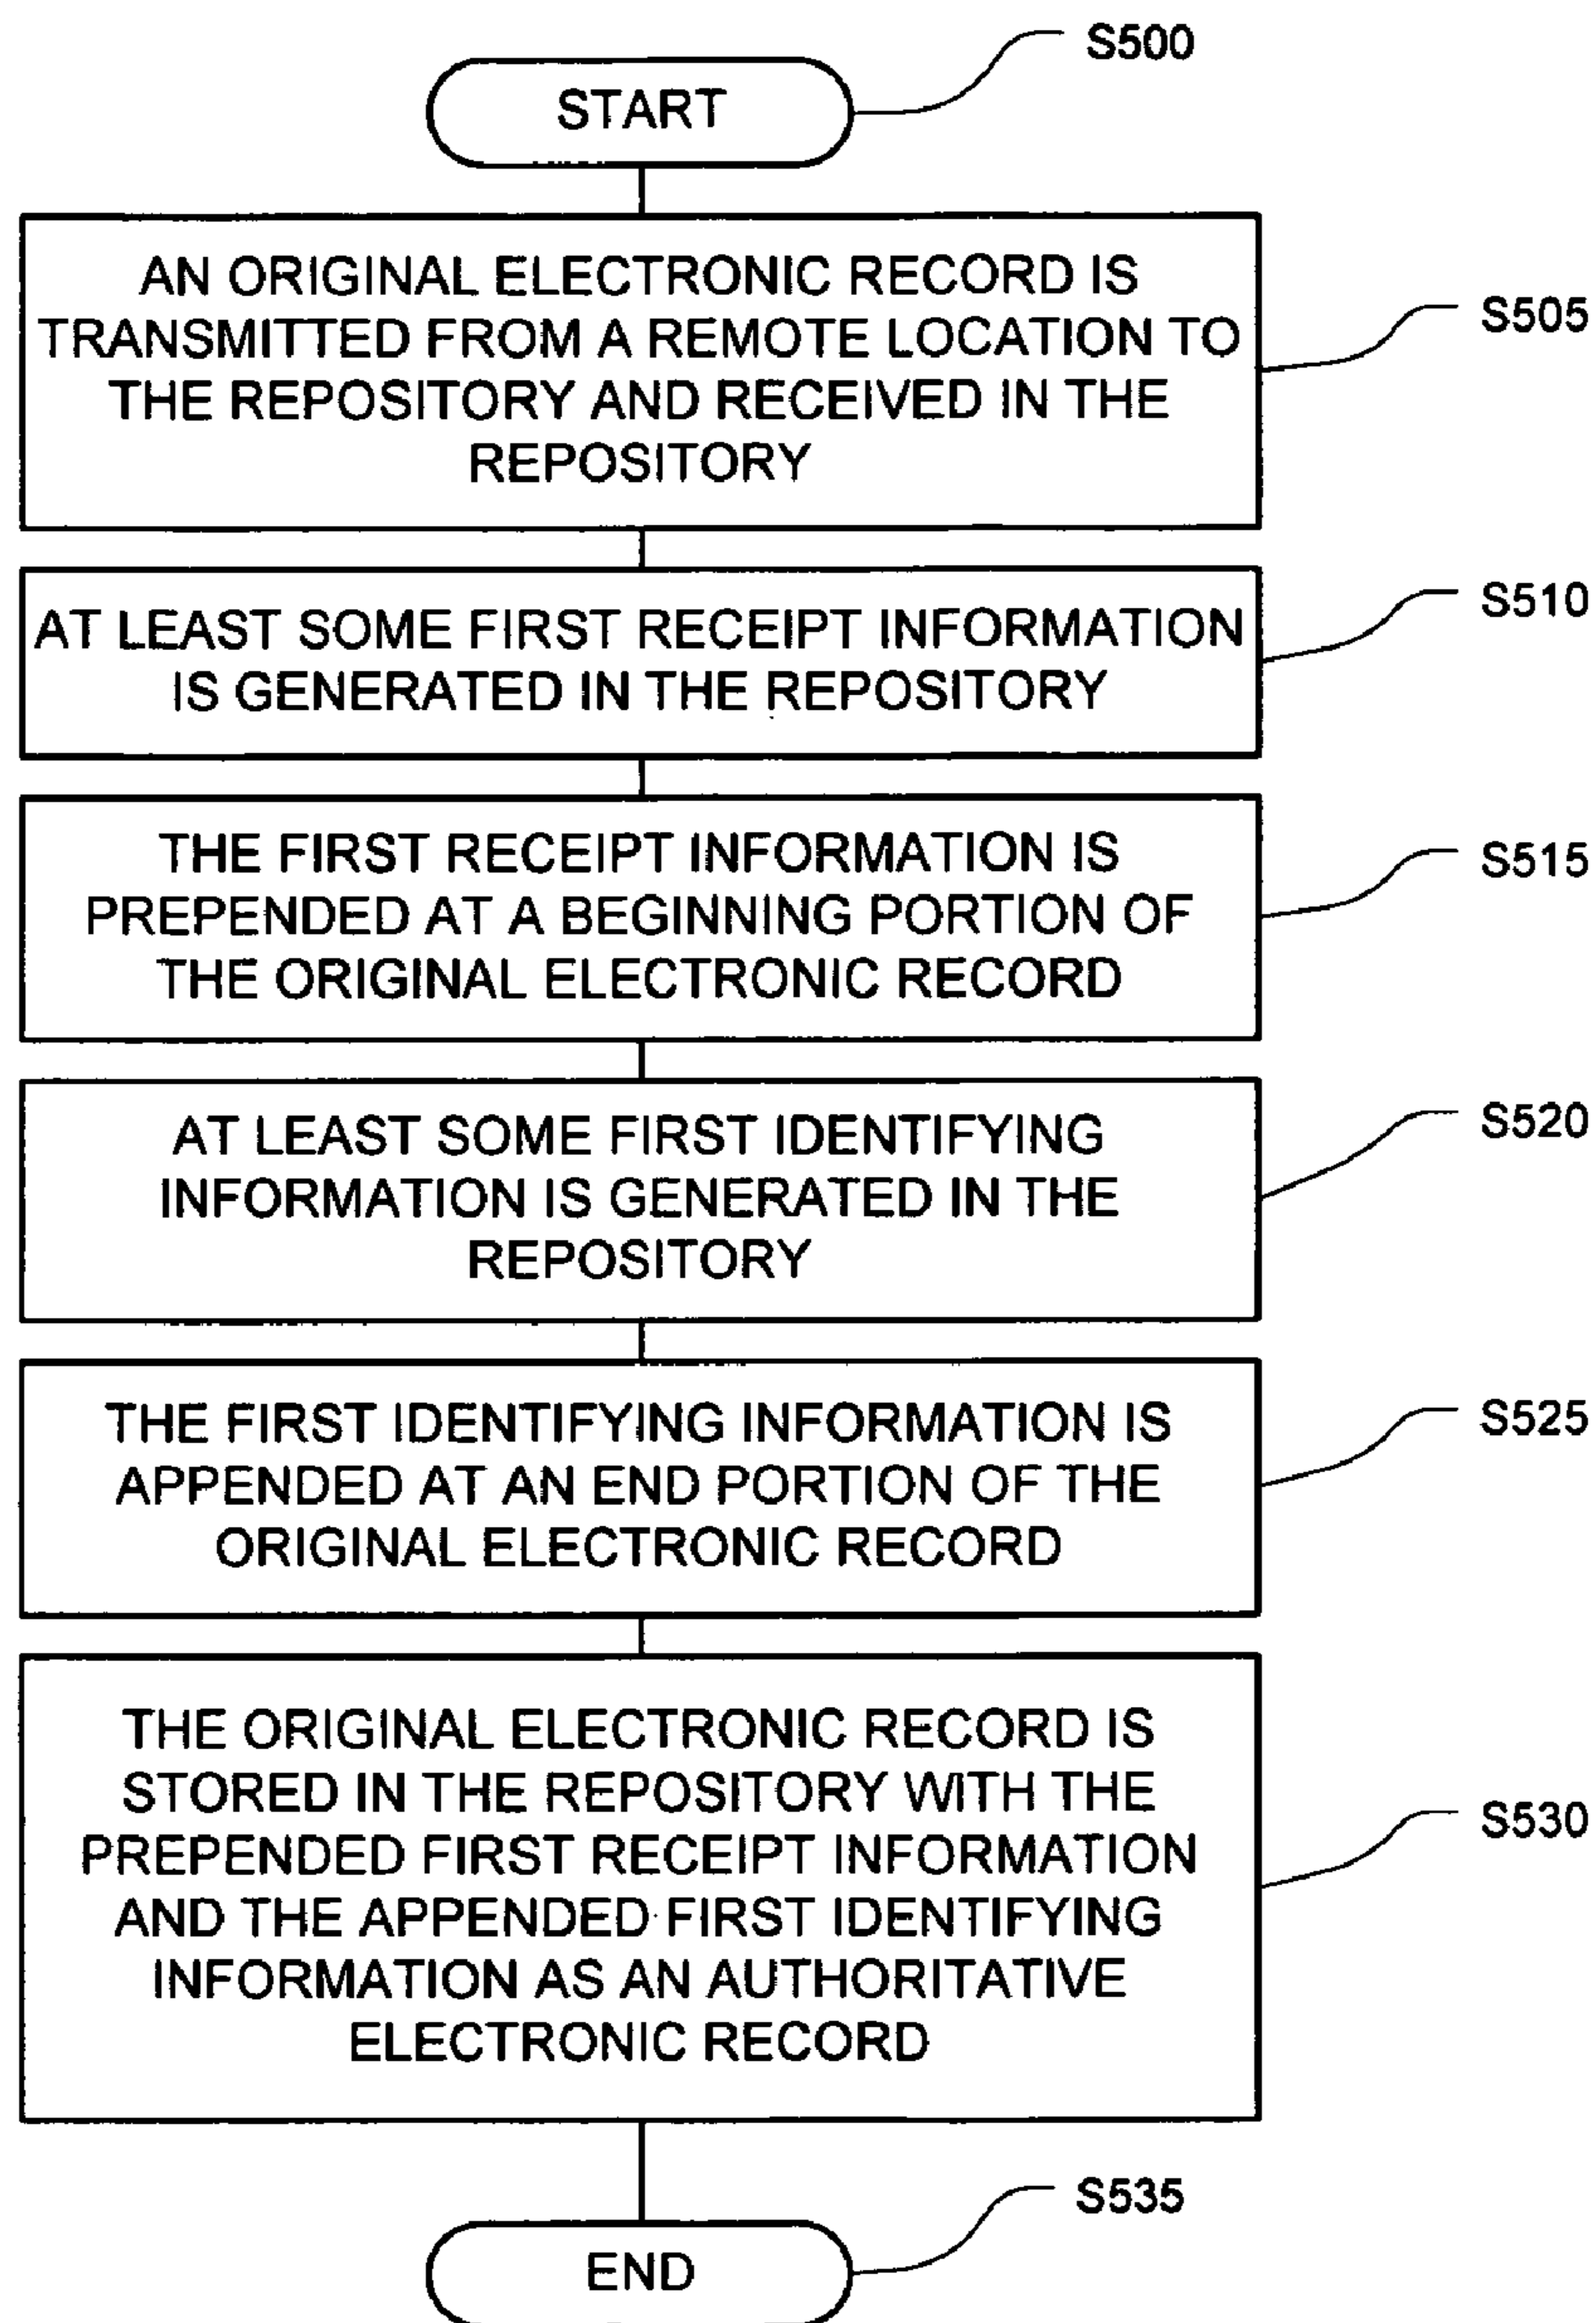 S500
START
AN ORIGINAL ELECTRONIC RECORD IS
TRANSMITTED FROM A REMOTE LOCATION TO
THE REPOSITORY AND RECEIVED IN THE
REPOSITORY
S505
AT LEAST SOME FIRST RECEIPT INFORMATION
IS GENERATED IN THE REPOSITORY
S510
THE FIRST RECEIPT INFORMATION IS
PREPENDED AT A BEGINNING PORTION OF
THE ORIGINAL ELECTRONIC RECORD
S515
AT LEAST SOME FIRST IDENTIFYING
INFORMATION IS GENERATED IN THE
REPOSITORY
S520
THE FIRST IDENTIFYING INFORMATION IS
APPENDED AT AN END PORTION OF THE
ORIGINAL ELECTRONIC RECORD
S525
THE ORIGINAL ELECTRONIC RECORD IS
STORED IN THE REPOSITORY WITH THE
PREPENDED FIRST RECEIPT INFORMATION
AND THE APPENDED FIRST IDENTIFYING
INFORMATION AS AN AUTHORITATIVE
ELECTRONIC RECORD
S530
S535
END